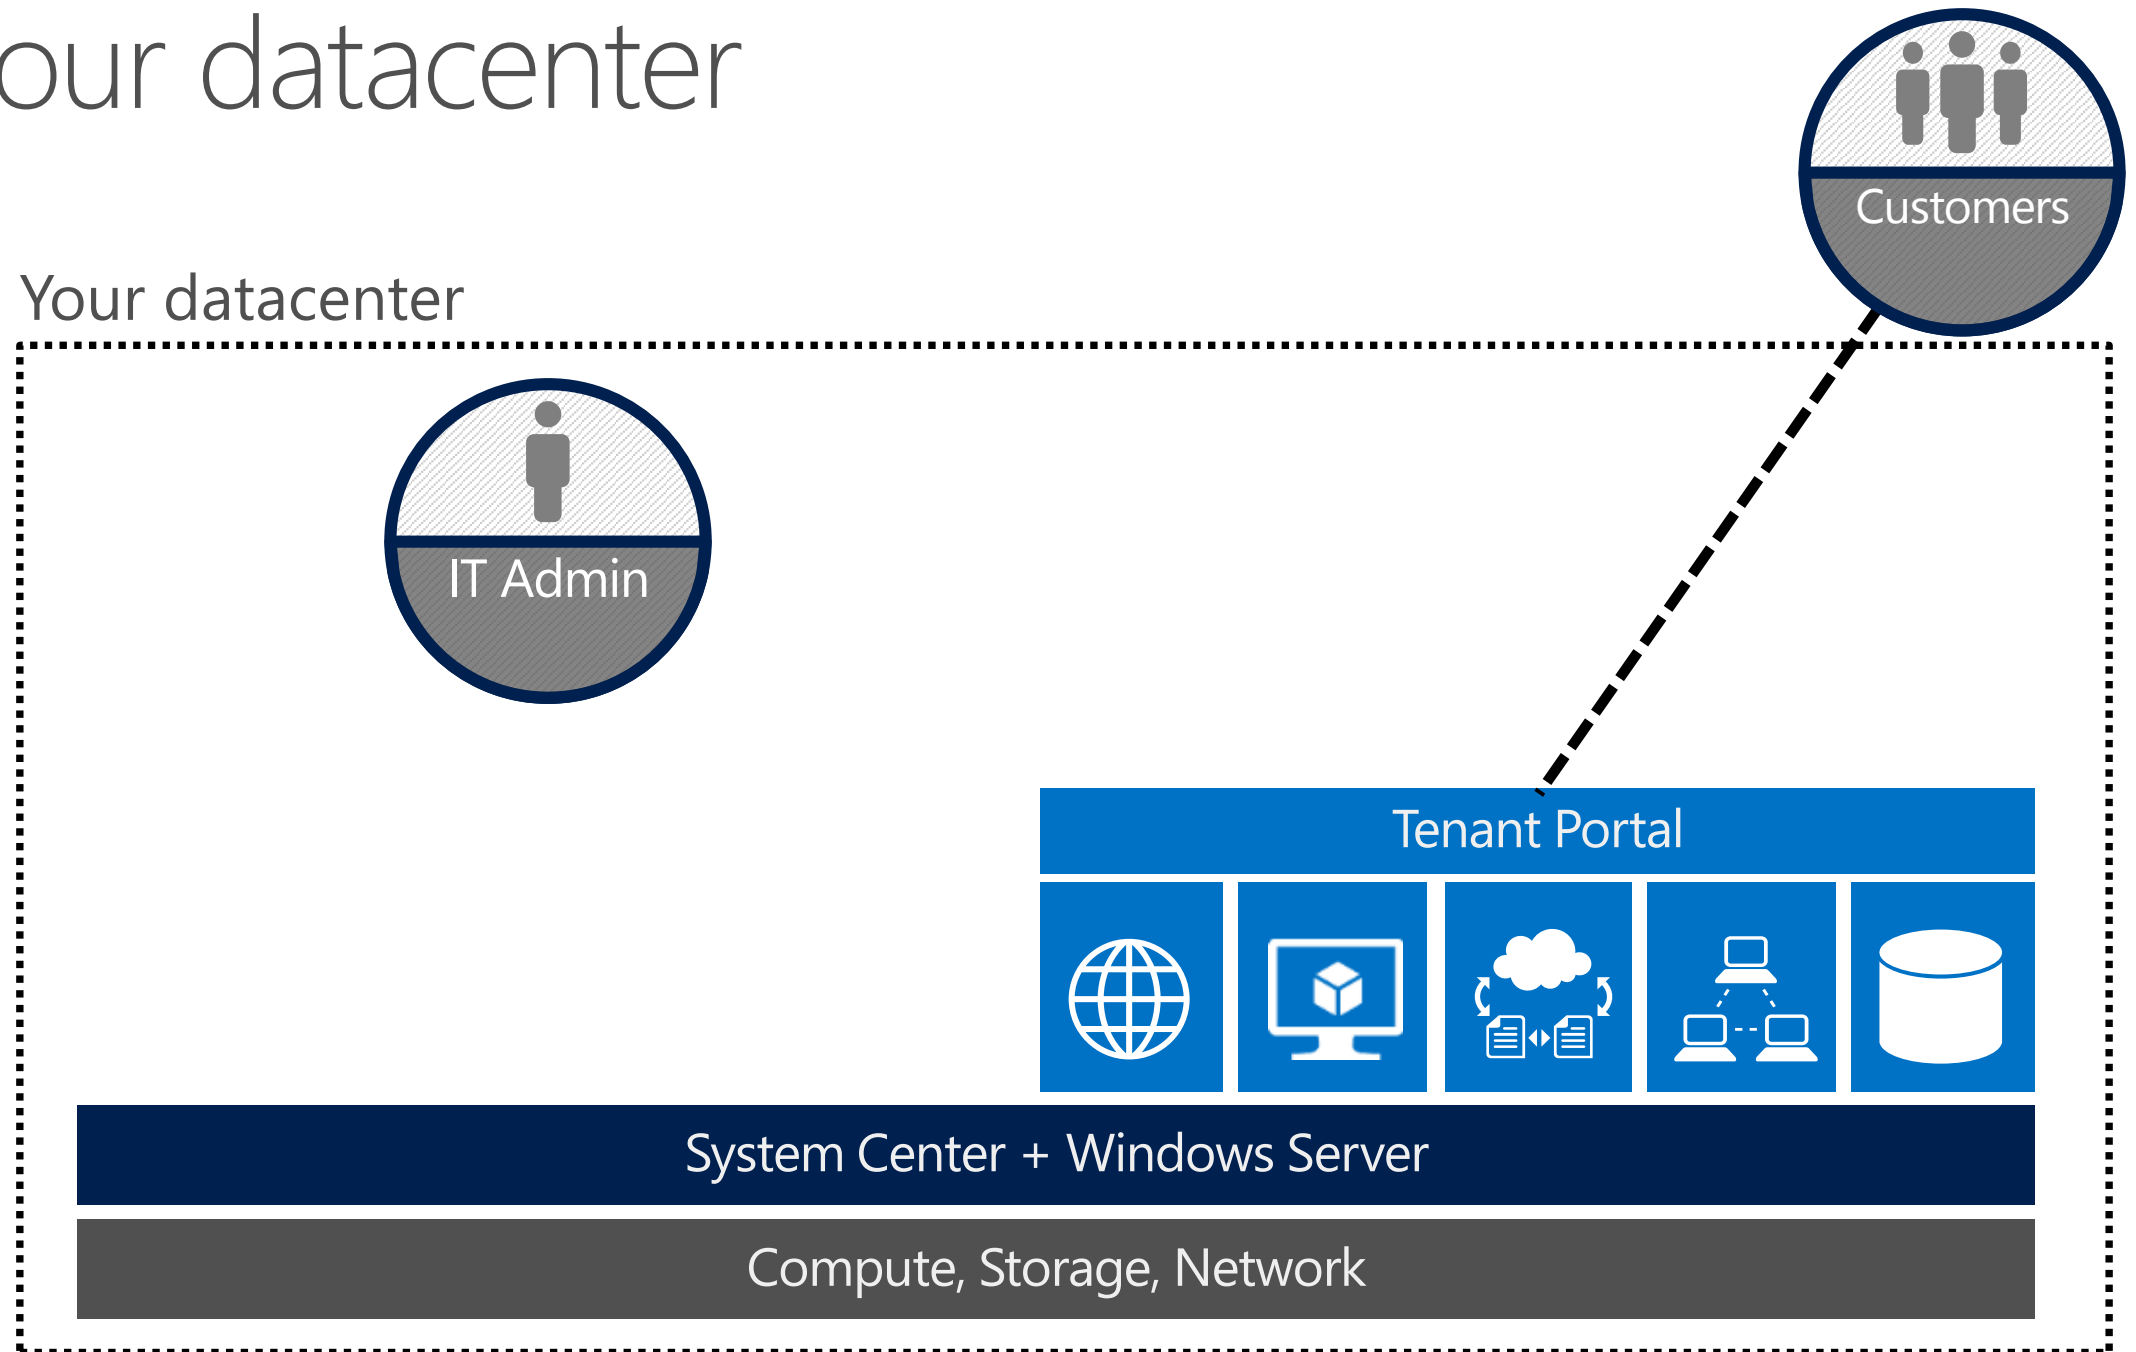 our datacenter
Customers
Your datacenter
IT Admin
Tenant Portal
System Center + Windows Server
Compute, Storage, Network